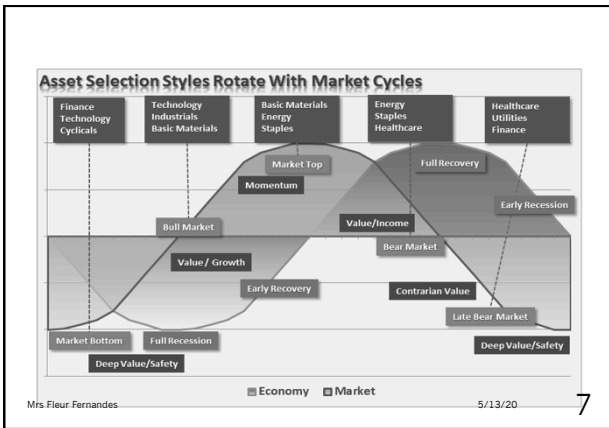 Asset Selection Styles Rotate With Market Cycles
Finance
Technology
Cyclicals
Technology
Industrials
Basic Materials
Basic Materials
Energy
Staples
Energy
Staples
Healthcare
Healthcare
Utilities
Finance
Market Top
Full Recovery
Momentum
Early Recession
Bull Market
Value/Income
Bear Market
Value/ Growth
Early Recovery
Contrarian Value
Late Bear Market
Market Bottom
Full Recession
Deep Value/Safety
Deep Value/Safety
Economy
Market
Mrs Fleur Fernandes
5/13/20
7